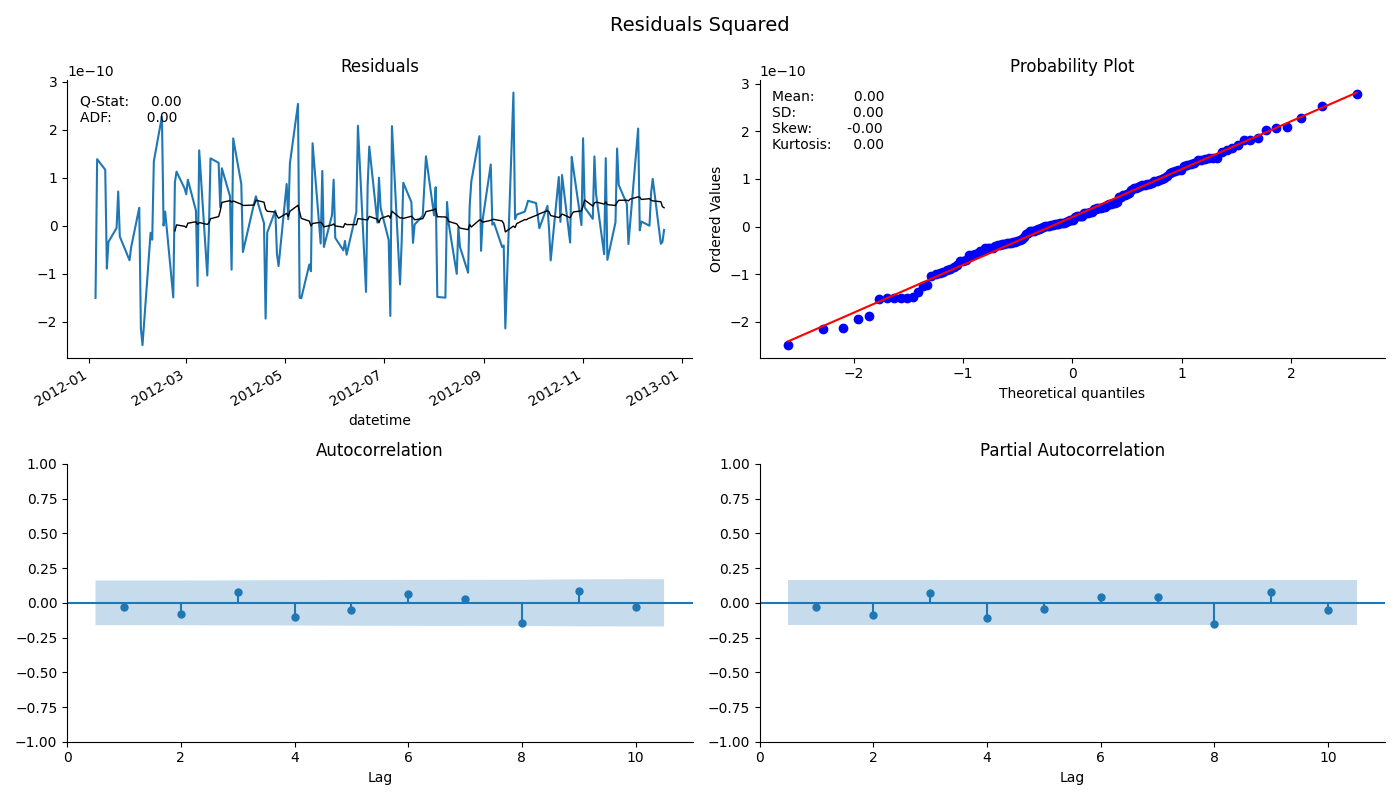 Residuals Squared
Residuals
1e−10
Q-Stat: 0.00
ADF: 0.00
3
2
1
0
−1
−2
2012-01 2012-03 2012-05 2012-07 2012-09 2012-11 2013-01
datetime
Probability Plot
1e−10
Mean: 0.00
SD: 0.00
Skew: -0.00
Kurtosis: 0.00
Ordered Values
3
2
1
0
−1
−2
−2 −1 0 1 2
Theoretical quantiles
Autocorrelation
1.00
0.75
0.50
0.25
0.00
−0.25
−0.50
−0.75
−1.00
0 2 4 6 8 10
Lag
Partial Autocorrelation
1.00
0.75
0.50
0.25
0.00
−0.25
−0.50
−0.75
−1.00
0 2 4 6 8 10
Lag